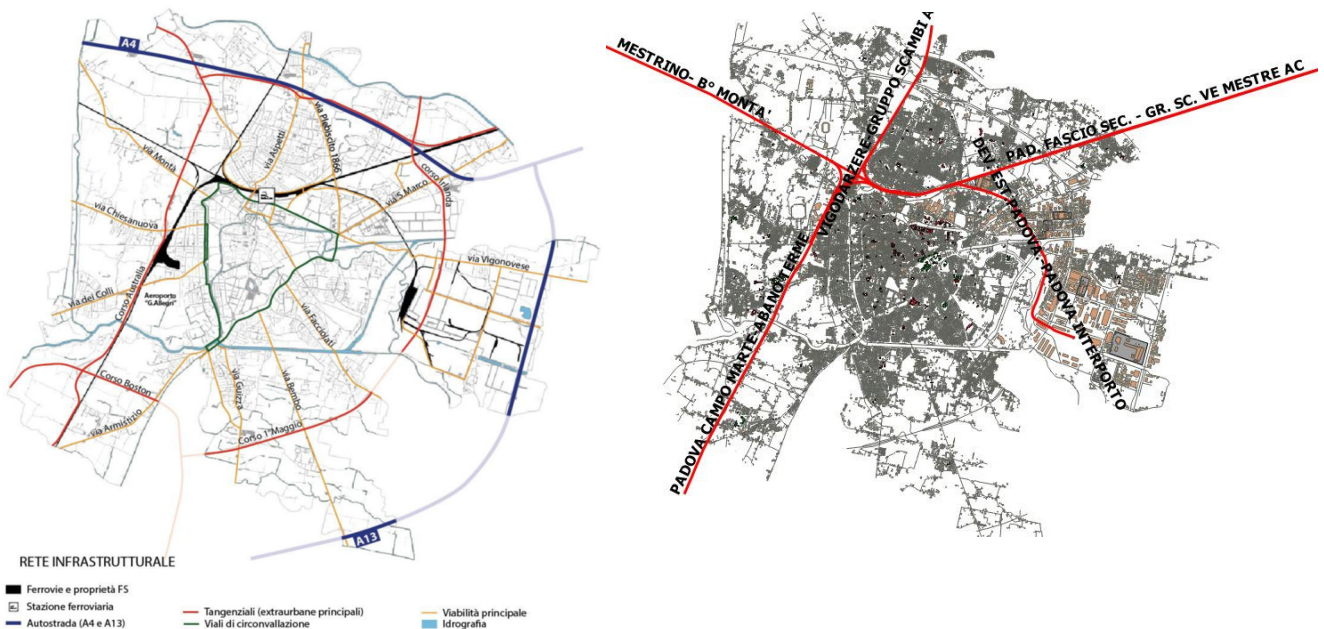 A4
via Plebiscito 1866
via Aspetti
via Montà
corso Irlanda
via S. Marco
via Chiesanuova
via Vigonovese
Corso Australia
Aeroporto
"G.Allegri"
via dei Colli
via Facciolati
Corso Boston
via Guizza
via Bembo
via Armistizio
Corso 1° Maggio
A13
RETE INFRASTRUTTURALE
Ferrovie e proprietà FS
Stazione ferroviaria
Autostrada (A4 e A13)
Tangenziali (extraurbane principali)
Viali di circonvallazione
Viabilità principale
Idrografia
MESTRINO- B° MONTA'
VIGODARZERE-GRUPPO SCAMBI A
PAD. FASCIO SEC. - GR. SC. VE MESTRE AC
DEV. EST PADOVA- PADOVA INTERPORTO
PADOVA CAMPO MARTE-ABANO TERME